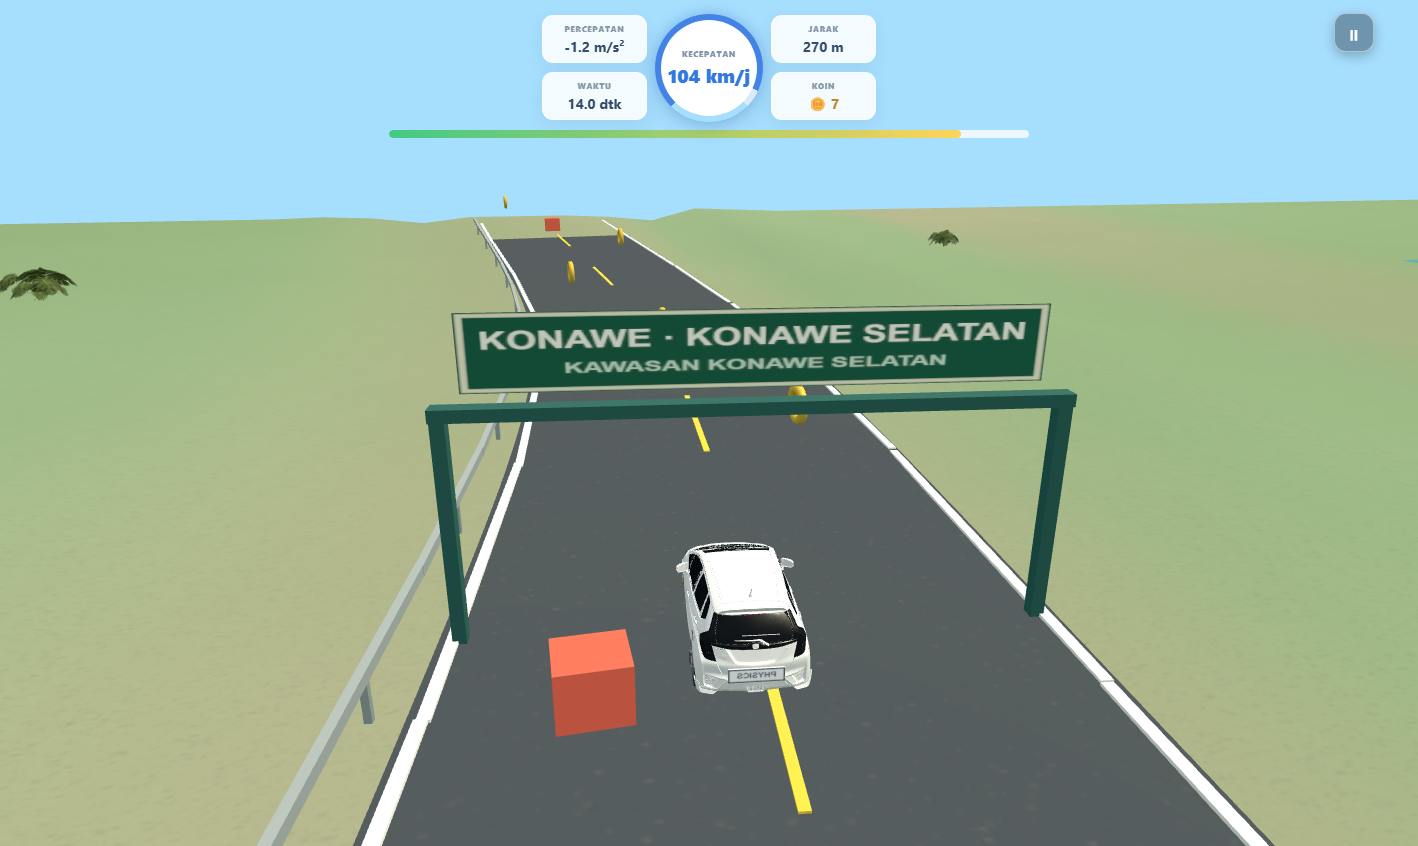 PERCEPATAN
-1.2 m/s²
KECEPATAN
104 km/j
JARAK
270 m
WAKTU
14.0 dtk
KOIN
7
KONAWE · KONAWE SELATAN
KAWASAN KONAWE SELATAN
PHYSICS